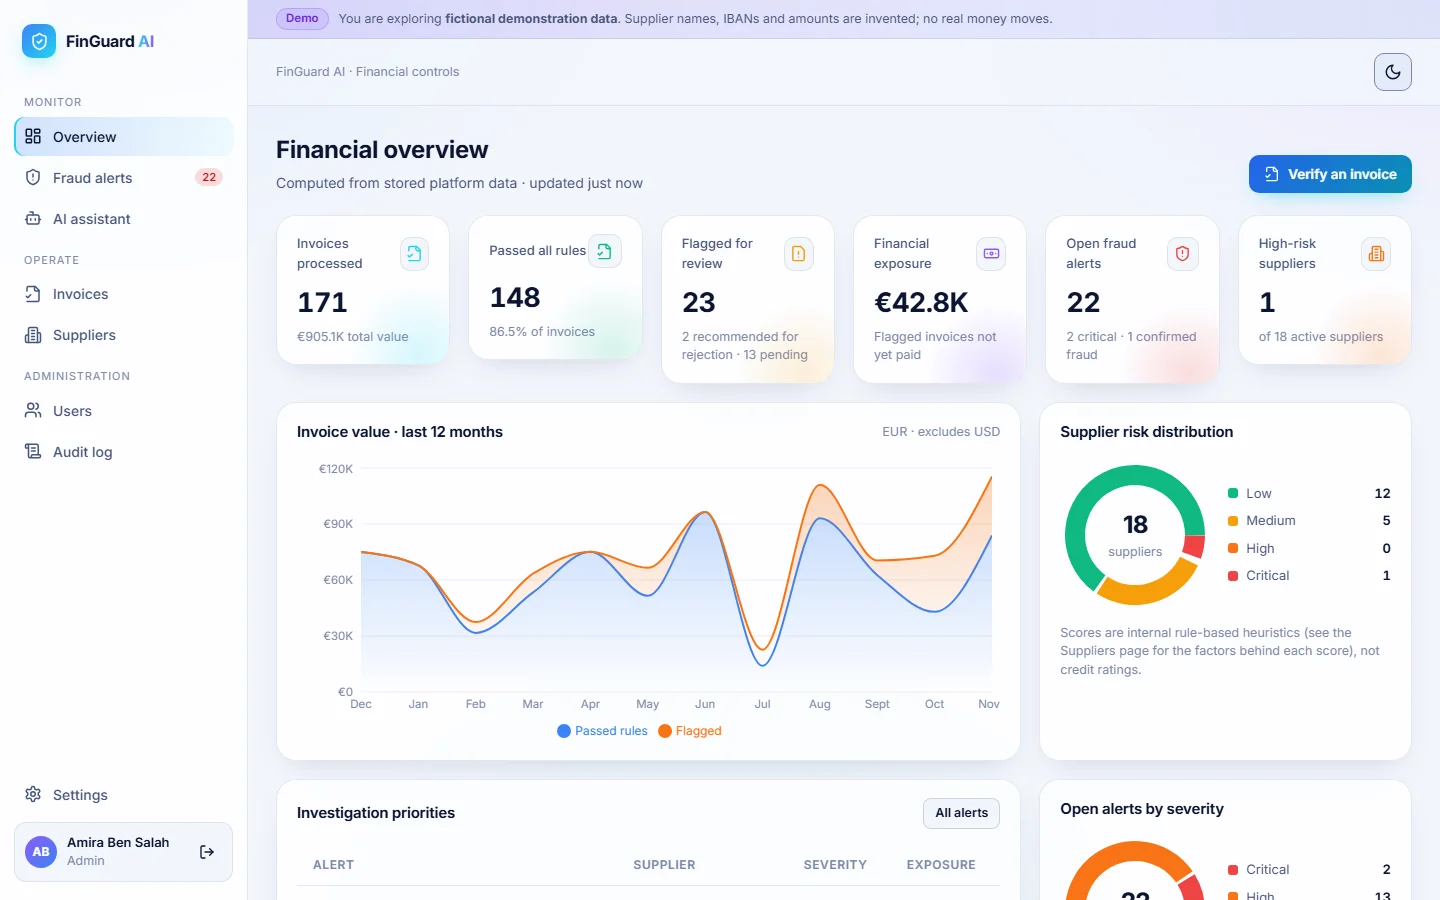 FinGuard AI
MONITOR
Overview
Fraud alerts 22
AI assistant
OPERATE
Invoices
Suppliers
ADMINISTRATION
Users
Audit log
Settings
AB
Amira Ben Salah
Admin
Demo You are exploring fictional demonstration data. Supplier names, IBANs and amounts are invented; no real money moves.
FinGuard AI · Financial controls
Financial overview
Computed from stored platform data · updated just now
Verify an invoice
Invoices
processed
171
€905.1K total value
Passed all rules
148
86.5% of invoices
Flagged for
review
23
2 recommended for
rejection · 13 pending
Financial
exposure
€42.8K
Flagged invoices not
yet paid
Open fraud
alerts
22
2 critical · 1 confirmed
fraud
High-risk
suppliers
1
of 18 active suppliers
Invoice value · last 12 months
EUR · excludes USD
€120K
€90K
€60K
€30K
€0
Dec Jan Feb Mar Apr May Jun Jul Aug Sept Oct Nov
Passed rules Flagged
Supplier risk distribution
18
suppliers
Low 12
Medium 5
High 0
Critical 1
Scores are internal rule-based heuristics (see the
Suppliers page for the factors behind each score), not
credit ratings.
Investigation priorities
All alerts
ALERT SUPPLIER SEVERITY EXPOSURE
Open alerts by severity
22
Critical 2
High 13